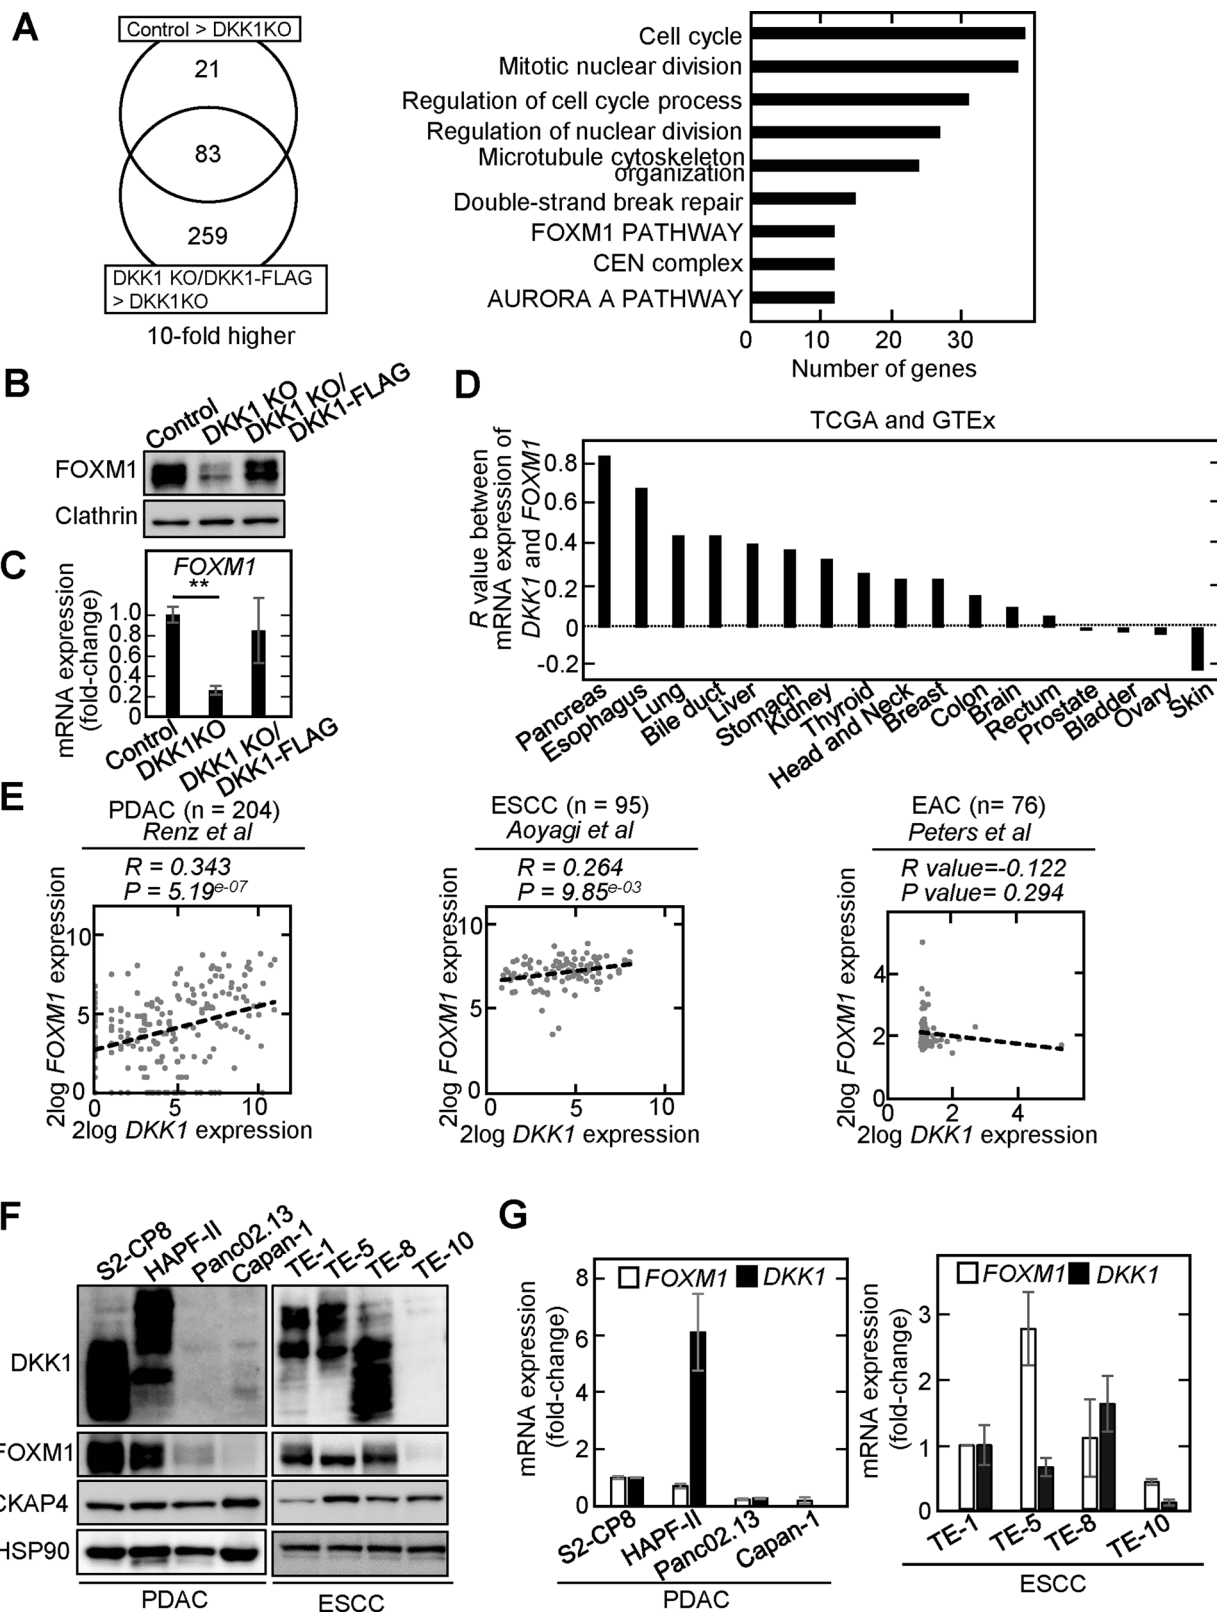 A
Control > DKK1KO
21
83
259
DKK1 KO/DKK1-FLAG
> DKK1KO
10-fold higher
Cell cycle
Mitotic nuclear division
Regulation of cell cycle process
Regulation of nuclear division
Microtubule cytoskeleton
organization
Double-strand break repair
FOXM1 PATHWAY
CEN complex
AURORA A PATHWAY
0 10 20 30
Number of genes
B
Control
DKK1 KO
DKK1 KO/
DKK1-FLAG
FOXM1
Clathrin
C
mRNA expression
(fold-change)
FOXM1
**
1.0
0.8
0.6
0.4
0.2
0
Control
DKK1KO
DKK1 KO/
DKK1-FLAG
D
TCGA and GTEx
R value between
mRNA expression of
DKK1 and FOXM1
0.8
0.6
0.4
0.2
0
-0.2
Pancreas
Esophagus
Lung
Bile duct
Liver
Stomach
Kidney
Thyroid
Head and Neck
Breast
Colon
Brain
Rectum
Prostate
Bladder
Ovary
Skin
E
PDAC (n = 204)
Renz et al
R = 0.343
P = 5.19e-07
2log FOXM1 expression
10
5
0
0 5 10
2log DKK1 expression
ESCC (n = 95)
Aoyagi et al
R = 0.264
P = 9.85e-03
2log FOXM1 expression
10
5
0
0 5 10
2log DKK1 expression
EAC (n= 76)
Peters et al
R value=-0.122
P value= 0.294
2log FOXM1 expression
4
2
0
0 2 4
2log DKK1 expression
F
S2-CP8
HAPF-II
Panc02.13
Capan-1
TE-1
TE-5
TE-8
TE-10
DKK1
FOXM1
CKAP4
HSP90
PDAC
ESCC
G
mRNA expression
(fold-change)
FOXM1 DKK1
8
6
4
2
0
S2-CP8
HAPF-II
Panc02.13
Capan-1
PDAC
mRNA expression
(fold-change)
FOXM1 DKK1
3
2
1
0
TE-1
TE-5
TE-8
TE-10
ESCC